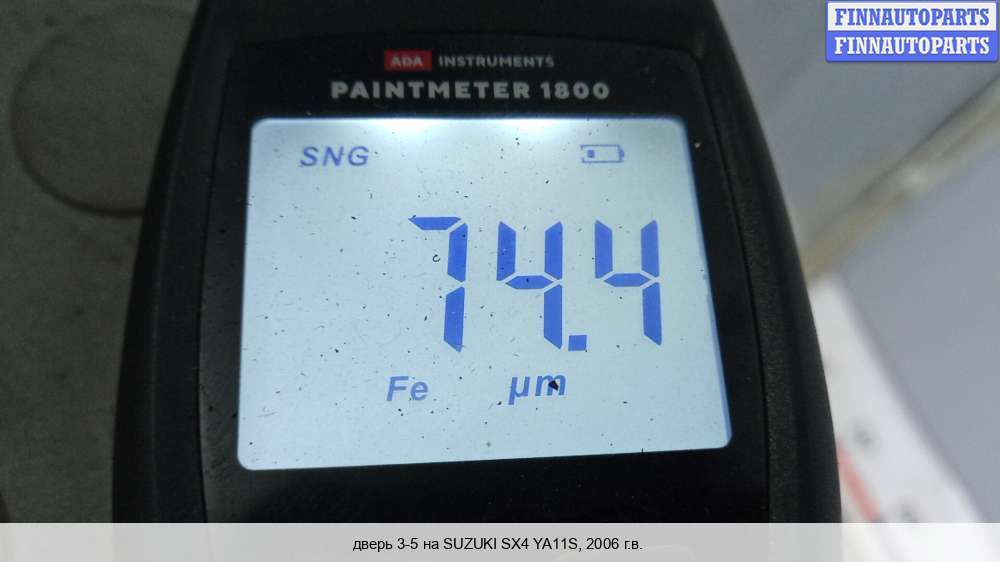 FINNAUTOPARTS
FINNAUTOPARTS
ADA INSTRUMENTS
PAINTMETER 1800
SNG
74.4
Fe µm
дверь 3-5 на SUZUKI SX4 YA11S, 2006 г.в.